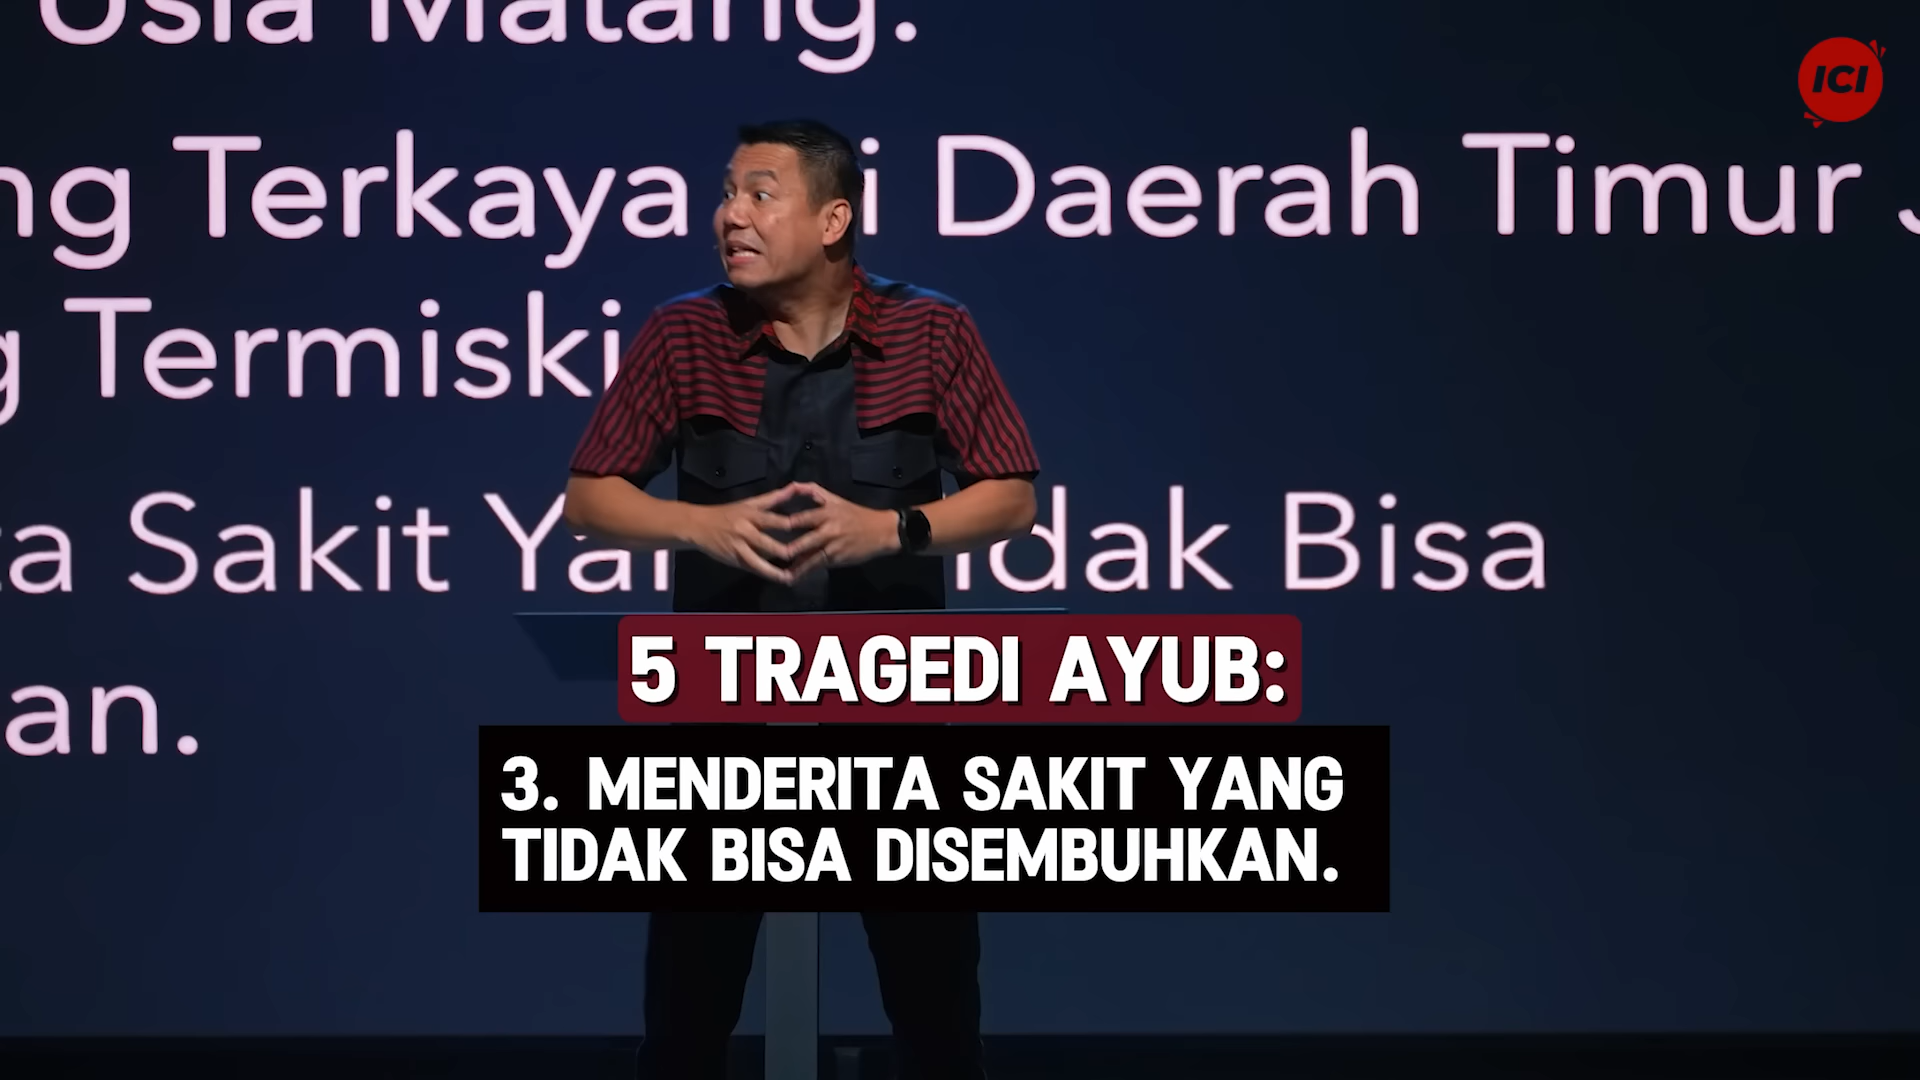 Usia Matang.
ICI
ng Terkaya i Daerah Timur J
g Termiski
ta Sakit Yan idak Bisa
an.
5 TRAGEDI AYUB:
3. MENDERITA SAKIT YANG
TIDAK BISA DISEMBUHKAN.